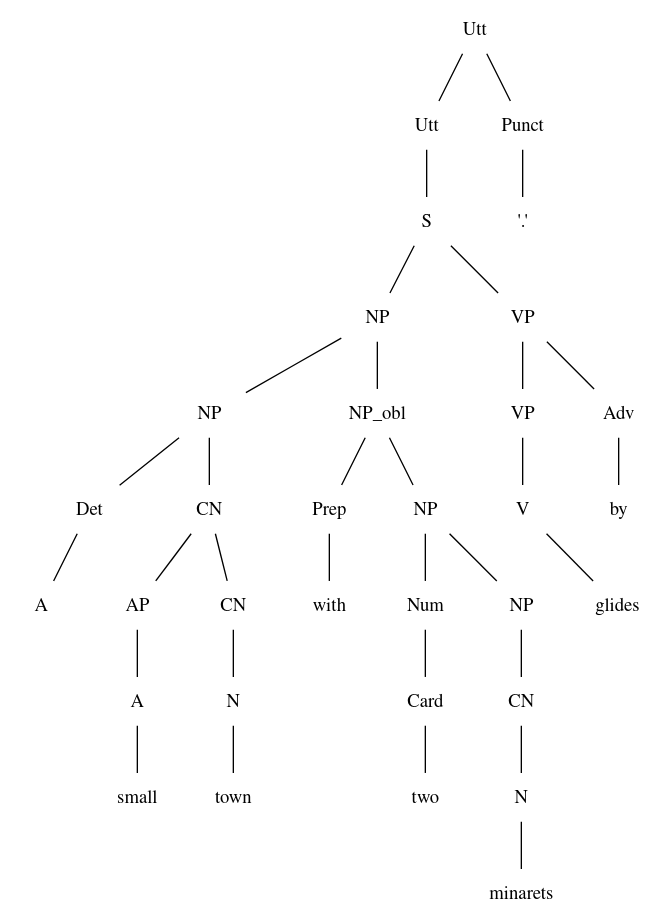 Utt
Utt Punct
S '.'
NP VP
NP NP_obl VP Adv
Det CN Prep NP V by
A AP CN with Num NP glides
A N Card CN
small town two N
minarets